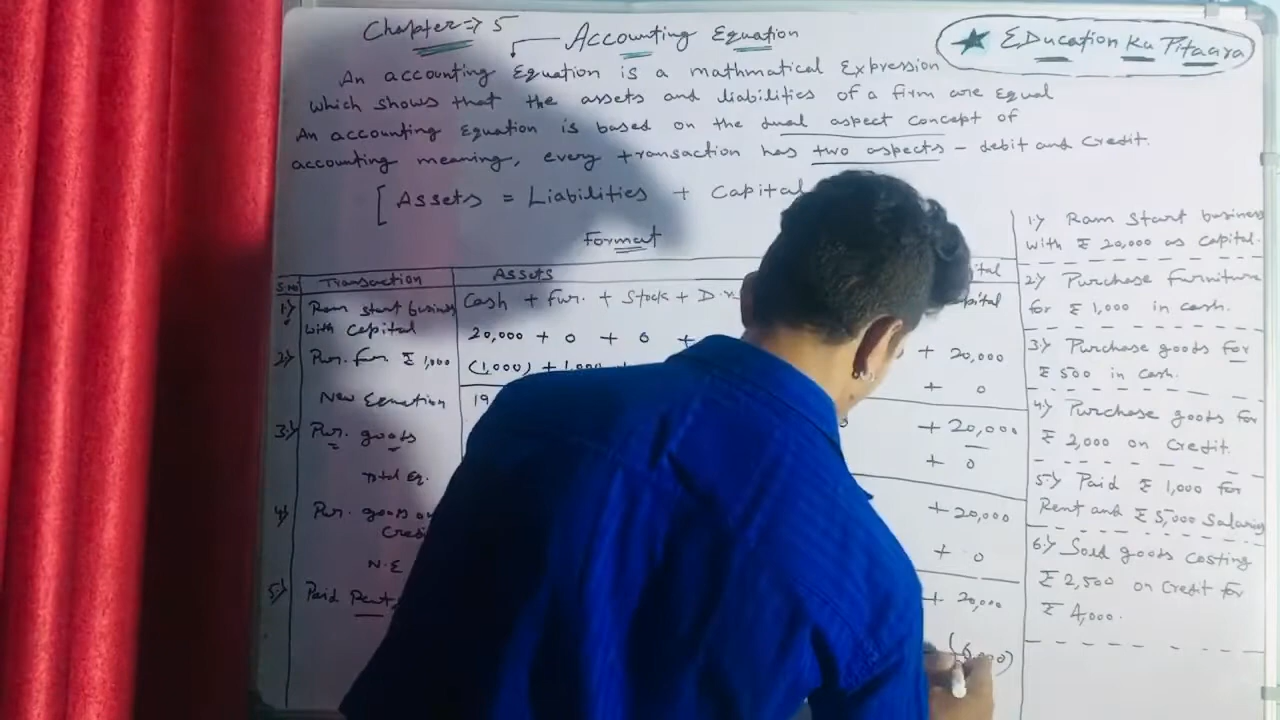 Chapter => 5
Accounting Equation
★ EDucation Ka Pitaara
An accounting Equation is a mathmatical Expression
which shows that the assets and liabilities of a firm are Equal
An accounting Equation is based on the dual aspect concept of
accounting meaning, every transaction has two aspects – debit and Credit.
[ Assets = Liabilities + Capital
Format
S.No Transaction Assets
Cash + Fur. + Stock + D
1) Ram start business
with Capital
20,000 + 0 + 0 +
+ 20,000
2) Pur. fur. ₹ 1,000
(1,000) + 1,000
+ 0
New Equation
19
+ 20,000
3) Pur. goods
+ 0
+ 20,000
4) Pur. goods on
Credi
+ 0
N.E
+ 20,000
5) Paid Rent,
(6,000)
1) Ram Start business
with ₹ 20,000 as Capital.
2) Purchase Furniture
for ₹ 1,000 in cash.
3) Purchase goods for
₹ 500 in Cash.
4) Purchase goods for
₹ 2,000 on Credit.
5) Paid ₹ 1,000 for
Rent and ₹ 5,000 Salaries
6) Sold goods costing
₹ 2,500 on Credit for
₹ 4,000.